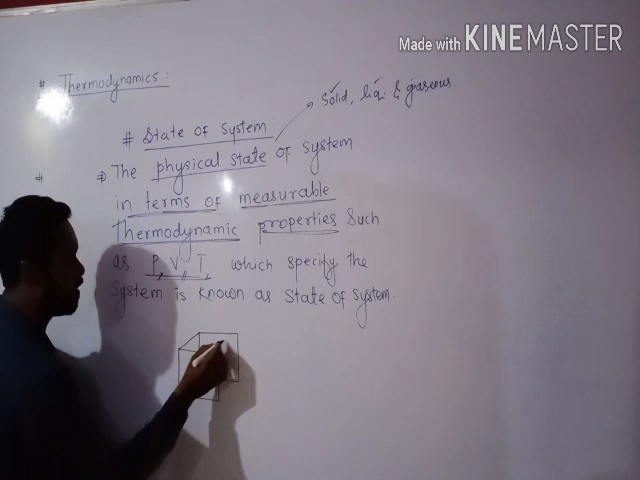 Made with KINEMASTER
# Thermodynamics :
Solid, liq. & gaseous
# State of System
⇒ The physical state of System
in terms of measurable
Thermodynamic properties Such
as P, V, T, which specify the
System is known as State of System.
#